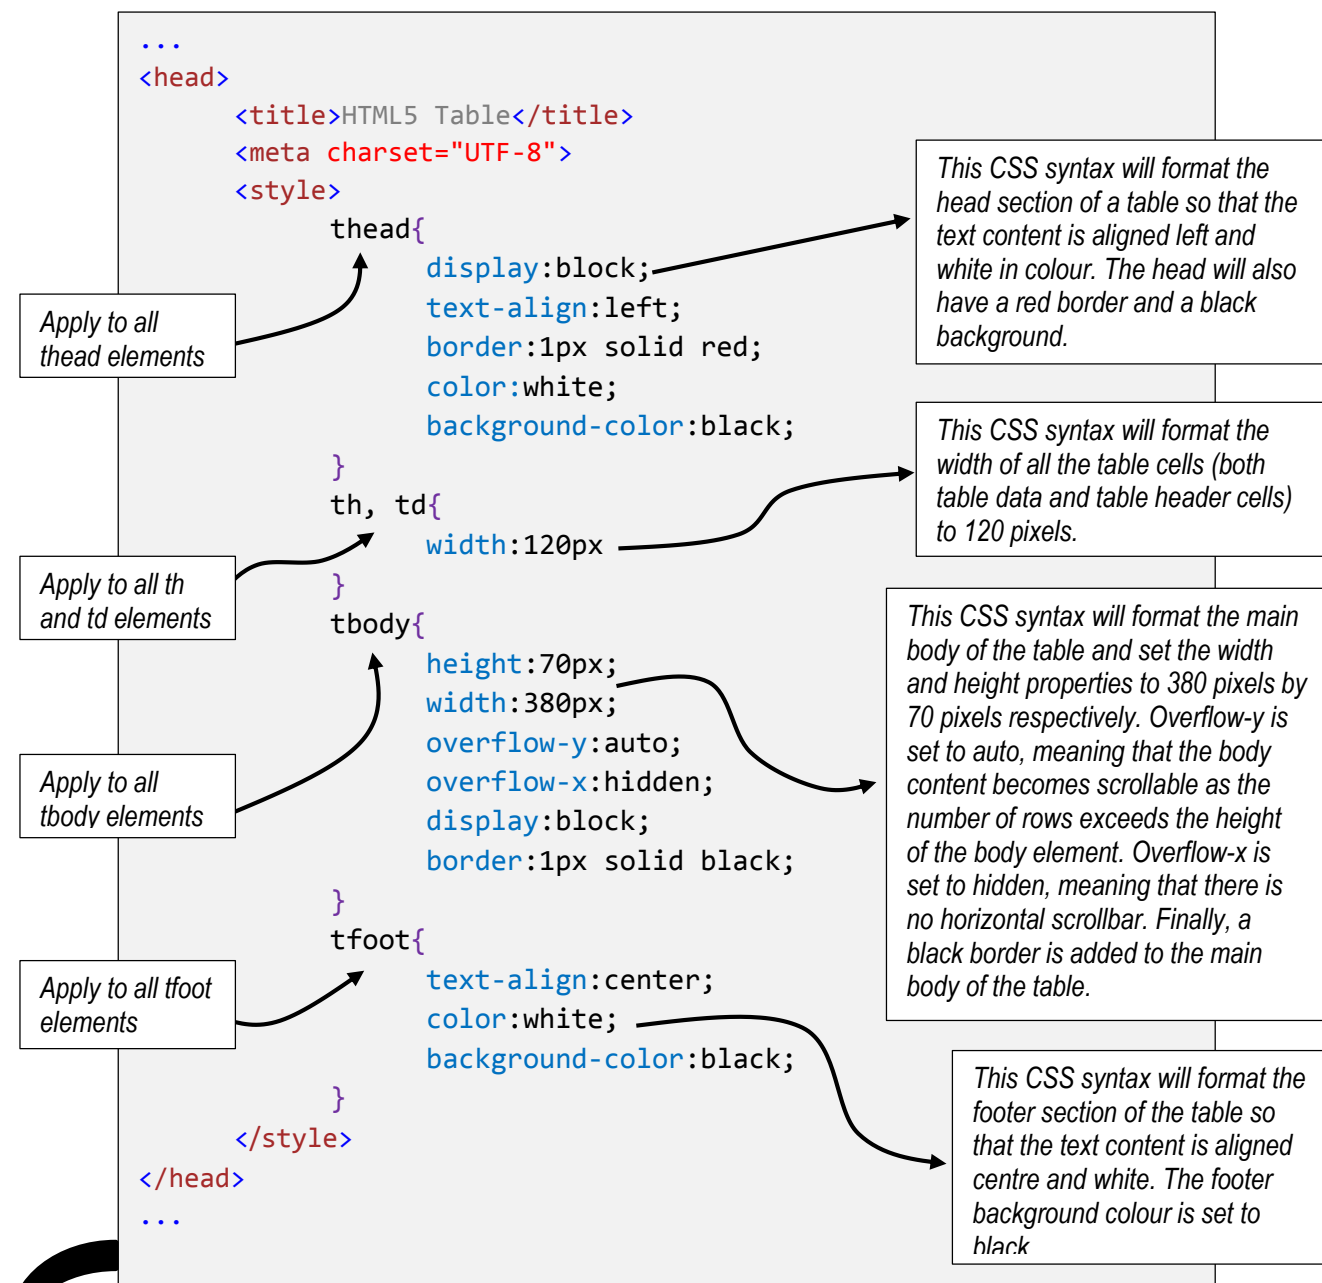 ...
<head>
<title>HTML5 Table</title>
<meta charset="UTF-8">
<style>
thead{
display:block;
text-align:left;
border:1px solid red;
color:white;
background-color:black;
}
th, td{
width:120px
}
tbody{
height:70px;
width:380px;
overflow-y:auto;
overflow-x:hidden;
display:block;
border:1px solid black;
}
tfoot{
text-align:center;
color:white;
background-color:black;
}
</style>
</head>
...
Apply to all
thead elements
Apply to all th
and td elements
Apply to all
tbody elements
Apply to all tfoot
elements
This CSS syntax will format the
head section of a table so that the
text content is aligned left and
white in colour. The head will also
have a red border and a black
background.
This CSS syntax will format the
width of all the table cells (both
table data and table header cells)
to 120 pixels.
This CSS syntax will format the main
body of the table and set the width
and height properties to 380 pixels by
70 pixels respectively. Overflow-y is
set to auto, meaning that the body
content becomes scrollable as the
number of rows exceeds the height
of the body element. Overflow-x is
set to hidden, meaning that there is
no horizontal scrollbar. Finally, a
black border is added to the main
body of the table.
This CSS syntax will format the
footer section of the table so
that the text content is aligned
centre and white. The footer
background colour is set to
black